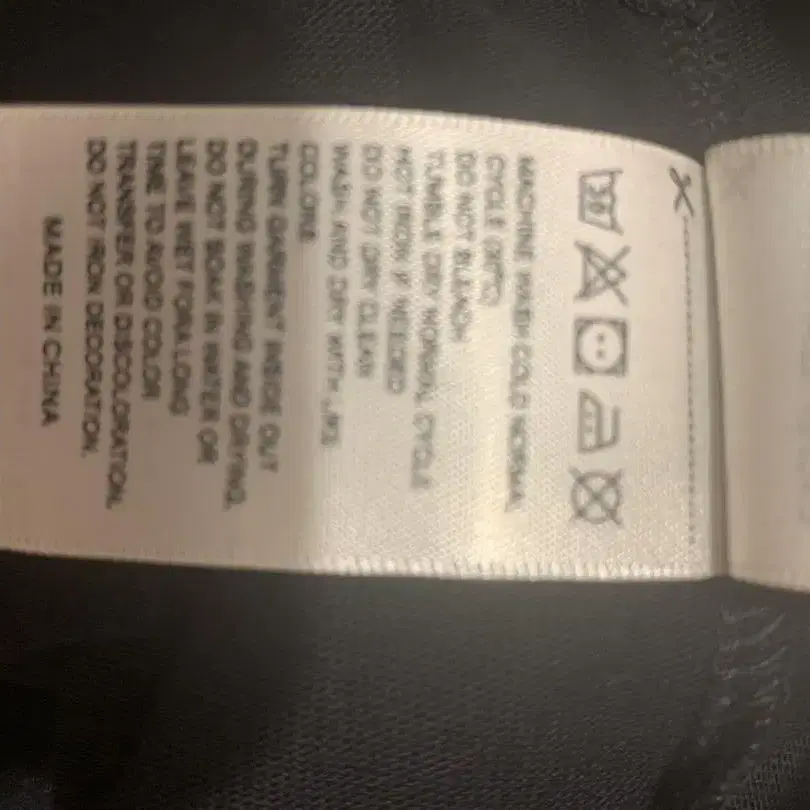 30
MACHINE WASH COLD NORMAL
CYCLE (30°C)
DO NOT BLEACH
TUMBLE DRY NORMAL CYCLE
HOT IRON IF NEEDED
DO NOT DRY CLEAN
WASH AND DRY WITH LIKE
COLORS
TURN GARMENT INSIDE OUT
DURING WASHING AND DRYING.
DO NOT SOAK IN WATER OR
LEAVE WET FOR A LONG
TIME TO AVOID COLOR
TRANSFER OR DISCOLORATION.
DO NOT IRON DECORATION.
MADE IN CHINA